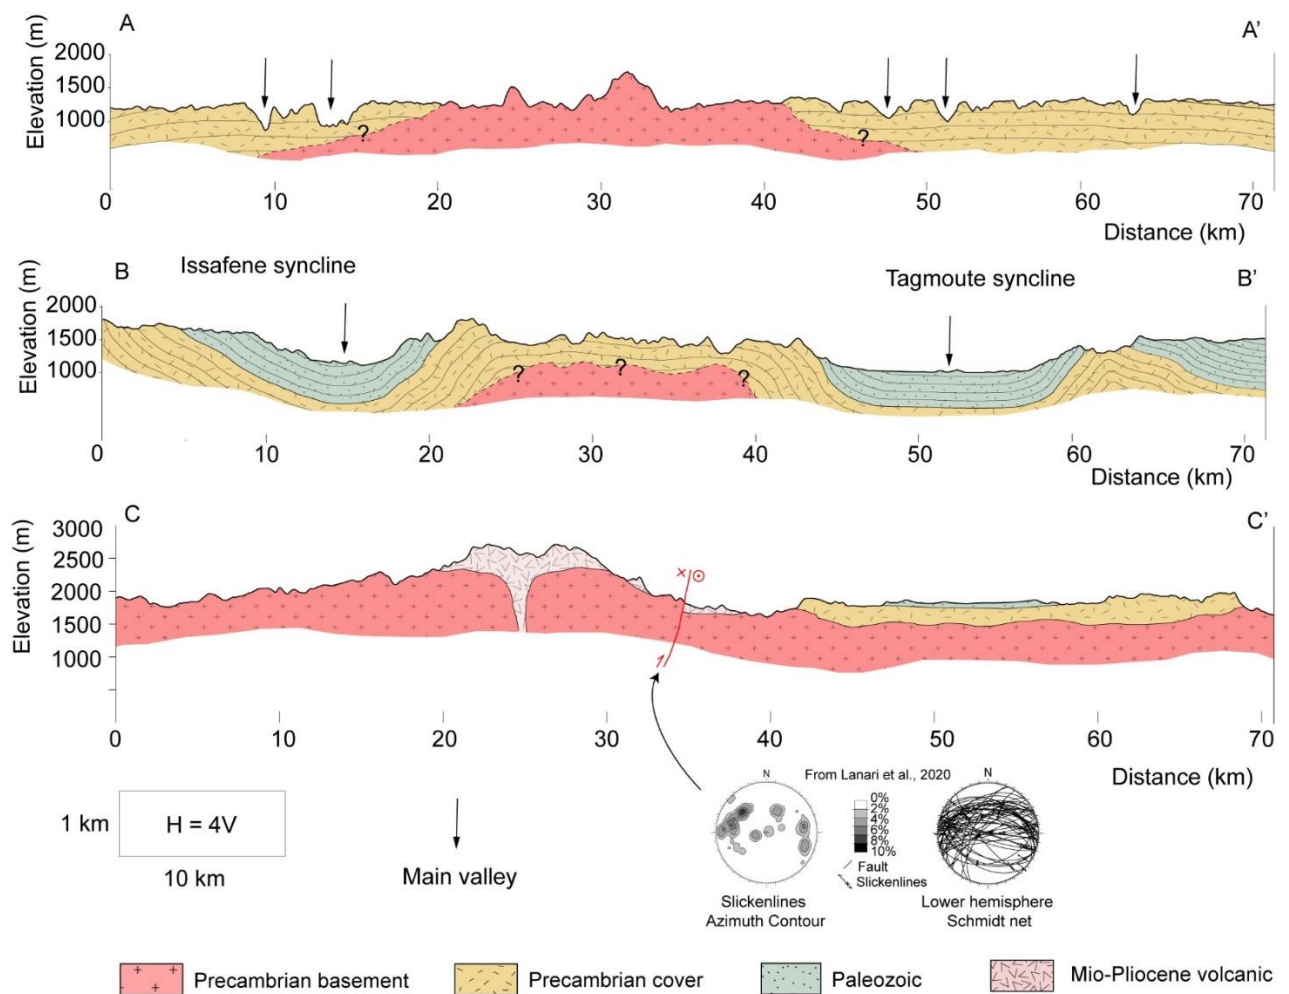 A
A'
Elevation (m)
2000
1500
1000
?
?
0
10
20
30
40
50
60
70
Distance (km)
Issafene syncline
Tagmoute syncline
B
B'
Elevation (m)
2000
1500
1000
?
?
?
0
10
20
30
40
50
60
70
Distance (km)
C
C'
Elevation (m)
3000
2500
2000
1500
1000
0
10
20
30
40
50
60
70
Distance (km)
1 km
H = 4V
10 km
Main valley
From Lanari et al., 2020
N
N
0%
2%
4%
6%
8%
10%
Fault
Slickenlines
Slickenlines
Azimuth Contour
Lower hemisphere
Schmidt net
Precambrian basement
Precambrian cover
Paleozoic
Mio-Pliocene volcanic